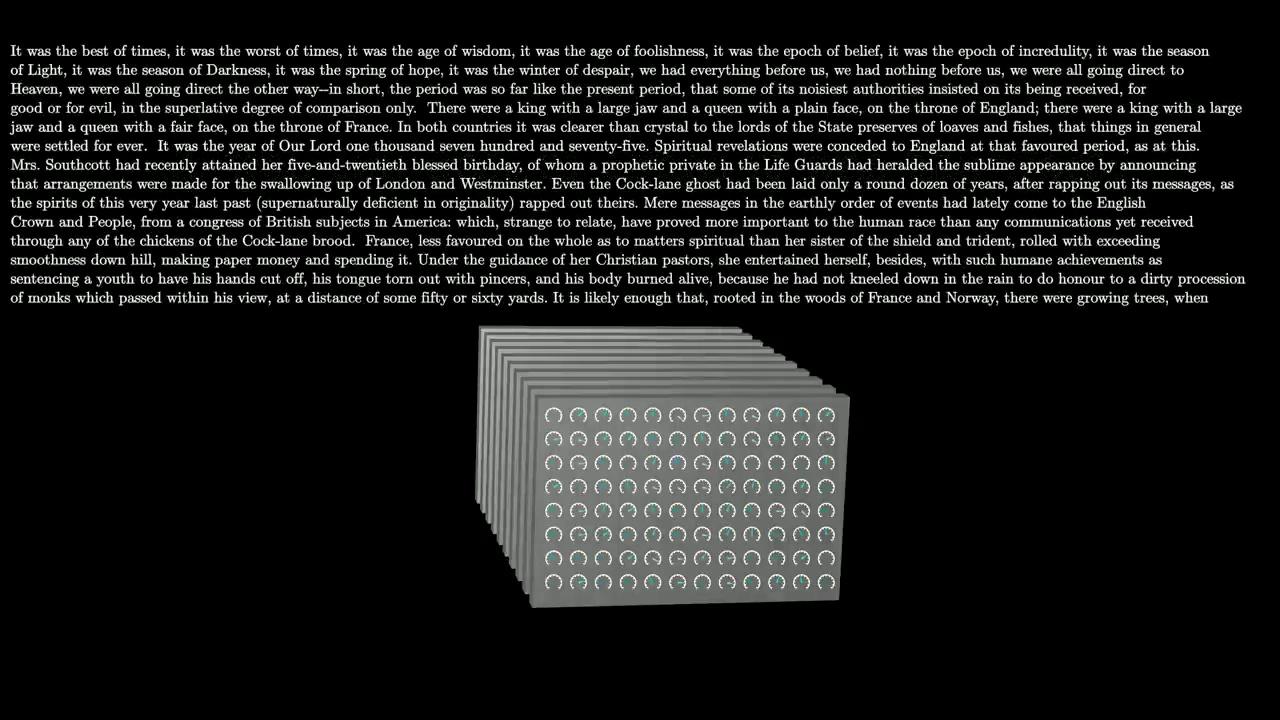 It was the best of times, it was the worst of times, it was the age of wisdom, it was the age of foolishness, it was the epoch of belief, it was the epoch of incredulity, it was the season
of Light, it was the season of Darkness, it was the spring of hope, it was the winter of despair, we had everything before us, we had nothing before us, we were all going direct to
Heaven, we were all going direct the other way–in short, the period was so far like the present period, that some of its noisiest authorities insisted on its being received, for
good or for evil, in the superlative degree of comparison only.  There were a king with a large jaw and a queen with a plain face, on the throne of England; there were a king with a large
jaw and a queen with a fair face, on the throne of France. In both countries it was clearer than crystal to the lords of the State preserves of loaves and fishes, that things in general
were settled for ever.  It was the year of Our Lord one thousand seven hundred and seventy-five. Spiritual revelations were conceded to England at that favoured period, as at this.
Mrs. Southcott had recently attained her five-and-twentieth blessed birthday, of whom a prophetic private in the Life Guards had heralded the sublime appearance by announcing
that arrangements were made for the swallowing up of London and Westminster. Even the Cock-lane ghost had been laid only a round dozen of years, after rapping out its messages, as
the spirits of this very year last past (supernaturally deficient in originality) rapped out theirs. Mere messages in the earthly order of events had lately come to the English
Crown and People, from a congress of British subjects in America: which, strange to relate, have proved more important to the human race than any communications yet received
through any of the chickens of the Cock-lane brood.  France, less favoured on the whole as to matters spiritual than her sister of the shield and trident, rolled with exceeding
smoothness down hill, making paper money and spending it. Under the guidance of her Christian pastors, she entertained herself, besides, with such humane achievements as
sentencing a youth to have his hands cut off, his tongue torn out with pincers, and his body burned alive, because he had not kneeled down in the rain to do honour to a dirty procession
of monks which passed within his view, at a distance of some fifty or sixty yards. It is likely enough that, rooted in the woods of France and Norway, there were growing trees, when